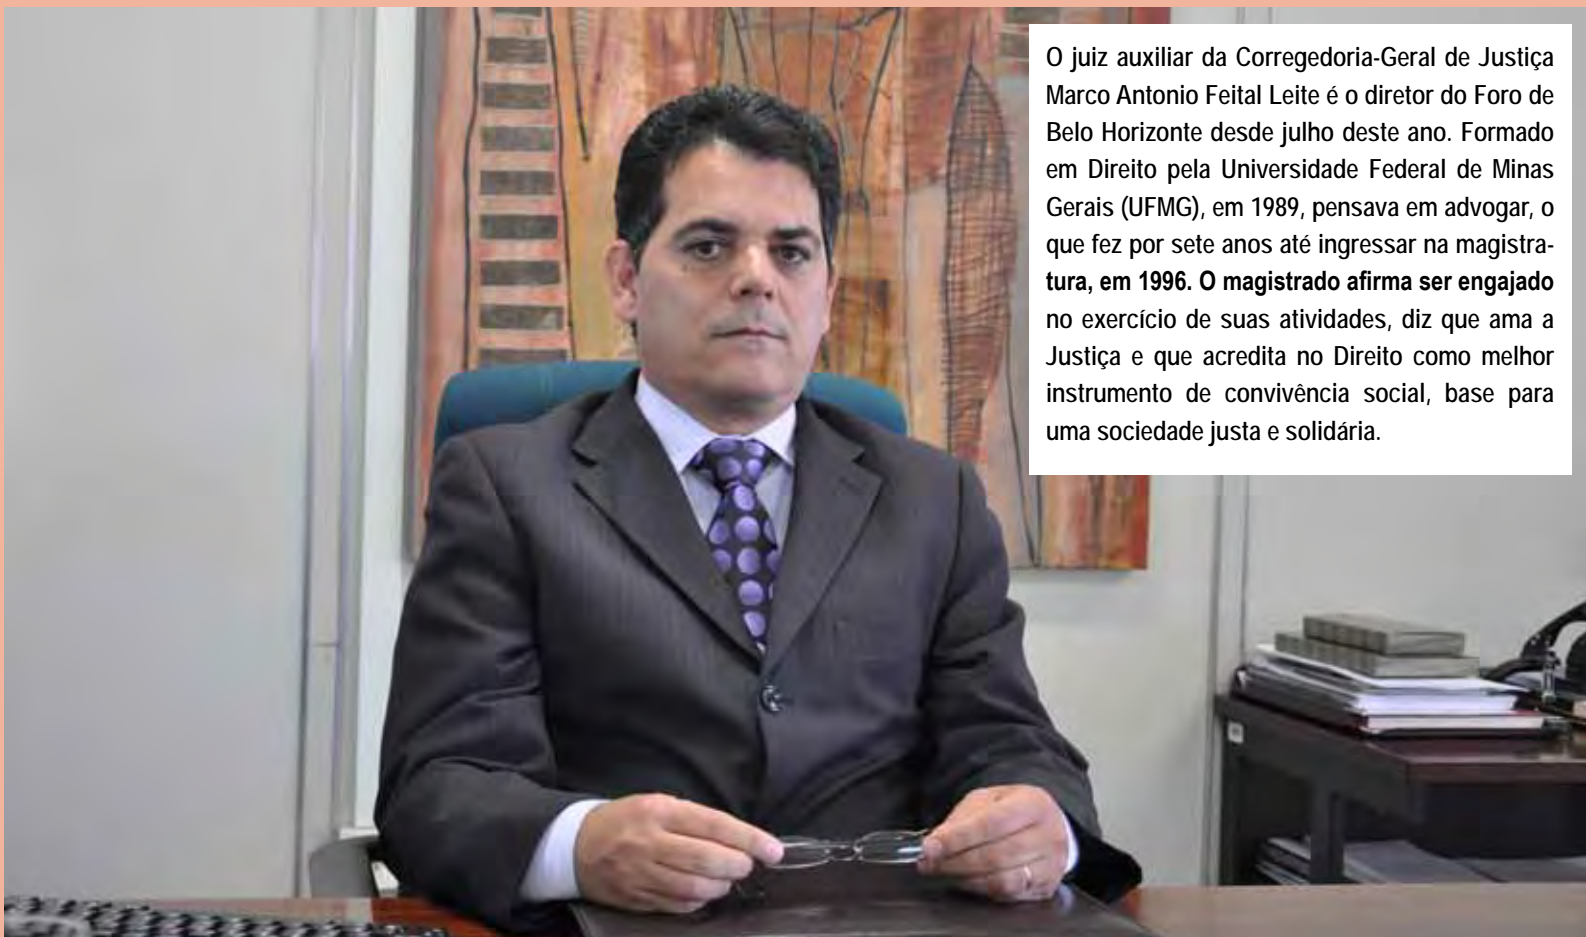 O juiz auxiliar da Corregedoria-Geral de Justiça
Marco Antonio Feital Leite é o diretor do Foro de
Belo Horizonte desde julho deste ano. Formado
em Direito pela Universidade Federal de Minas
Gerais (UFMG), em 1989, pensava em advogar, o
que fez por sete anos até ingressar na magistra-
tura, em 1996. O magistrado afirma ser engajado
no exercício de suas atividades, diz que ama a
Justiça e que acredita no Direito como melhor
instrumento de convivência social, base para
uma sociedade justa e solidária.